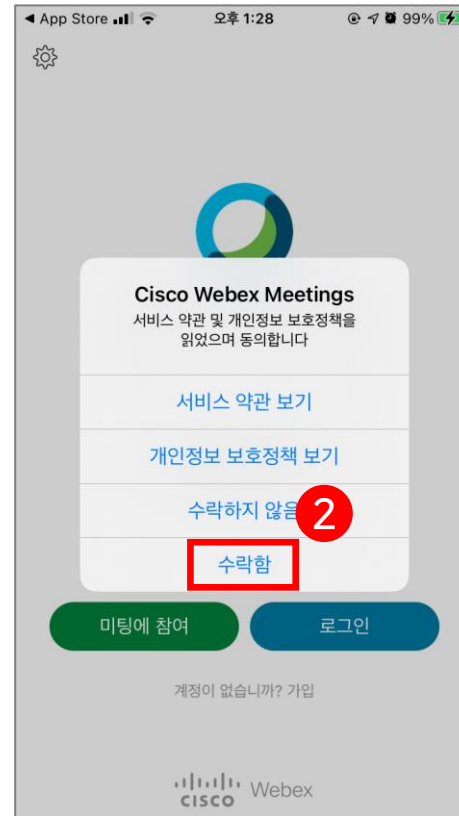 ◀ App Store 오후 1:28 99%
Cisco Webex Meetings
서비스 약관 및 개인정보 보호정책을
읽었으며 동의합니다
서비스 약관 보기
개인정보 보호정책 보기
수락하지 않음
2
수락함
미팅에 참여 로그인
계정이 없습니까? 가입
CISCO Webex